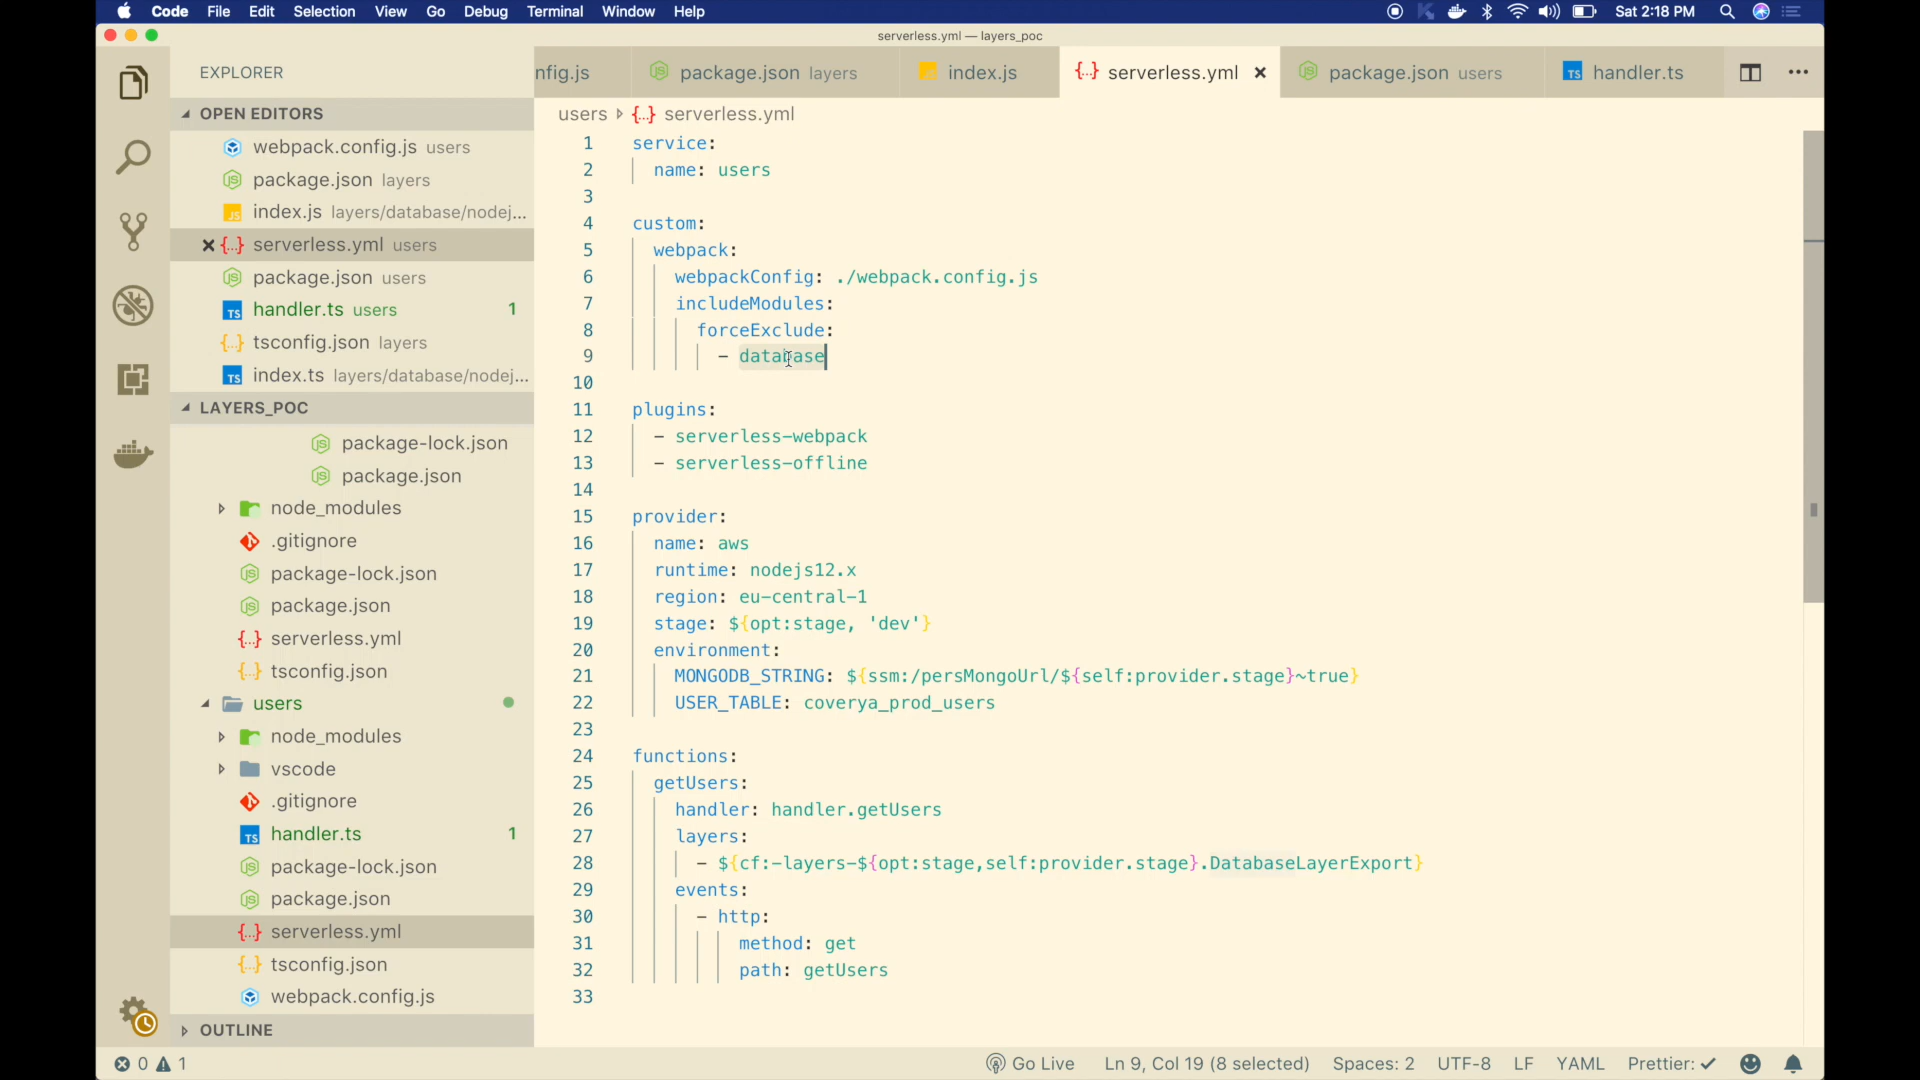 Code File Edit Selection View Go Debug Terminal Window Help Sat 2:18 PM
serverless.yml — layers_poc
EXPLORER
OPEN EDITORS
webpack.config.js users
package.json layers
index.js layers/database/nodej...
serverless.yml users
package.json users
handler.ts users 1
tsconfig.json layers
index.ts layers/database/nodej...
LAYERS_POC
package-lock.json
package.json
node_modules
.gitignore
package-lock.json
package.json
serverless.yml
tsconfig.json
users
node_modules
vscode
.gitignore
handler.ts 1
package-lock.json
package.json
serverless.yml
tsconfig.json
webpack.config.js
OUTLINE
nfig.js package.json layers index.js serverless.yml package.json users handler.ts
users serverless.yml
1 service:
2 name: users
3
4 custom:
5 webpack:
6 webpackConfig: ./webpack.config.js
7 includeModules:
8 forceExclude:
9 - database
10
11 plugins:
12 - serverless-webpack
13 - serverless-offline
14
15 provider:
16 name: aws
17 runtime: nodejs12.x
18 region: eu-central-1
19 stage: ${opt:stage, 'dev'}
20 environment:
21 MONGODB_STRING: ${ssm:/persMongoUrl/${self:provider.stage}~true}
22 USER_TABLE: coverya_prod_users
23
24 functions:
25 getUsers:
26 handler: handler.getUsers
27 layers:
28 - ${cf:-layers-${opt:stage,self:provider.stage}.DatabaseLayerExport}
29 events:
30 - http:
31 method: get
32 path: getUsers
33
0 1 Go Live Ln 9, Col 19 (8 selected) Spaces: 2 UTF-8 LF YAML Prettier: ✓